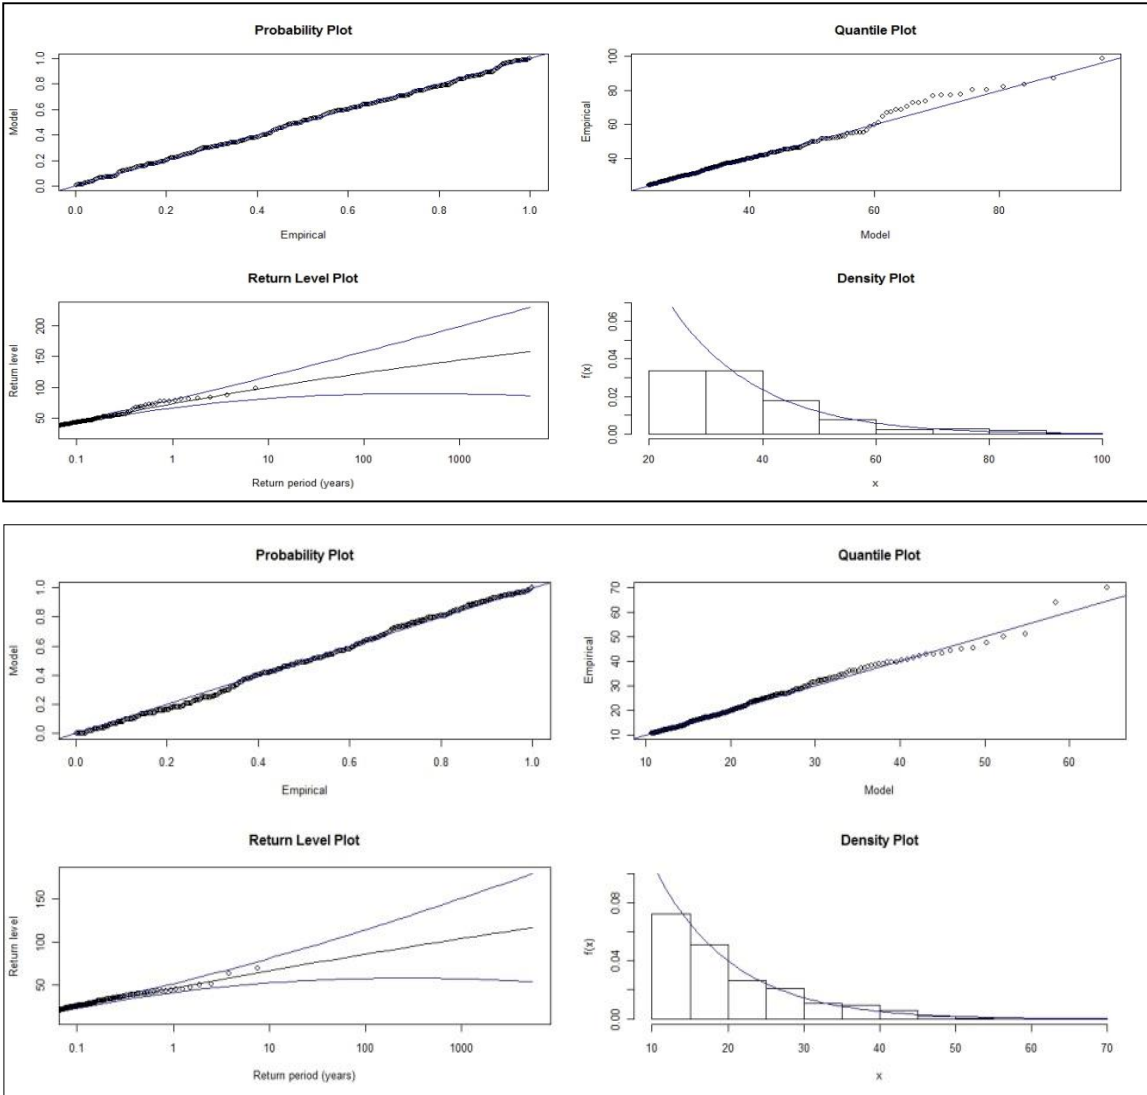 Probability Plot
Model
0.0 0.2 0.4 0.6 0.8 1.0
0.0 0.2 0.4 0.6 0.8 1.0
Empirical
Quantile Plot
Empirical
40 60 80 100
40 60 80
Model
Return Level Plot
Return level
50 100 150 200
0.1 1 10 100 1000
Return period (years)
Density Plot
f(x)
0.00 0.02 0.04 0.06
20 40 60 80 100
x
Probability Plot
Model
0.0 0.2 0.4 0.6 0.8 1.0
0.0 0.2 0.4 0.6 0.8 1.0
Empirical
Quantile Plot
Empirical
10 20 30 40 50 60 70
10 20 30 40 50 60
Model
Return Level Plot
Return level
50 100 150
0.1 1 10 100 1000
Return period (years)
Density Plot
f(x)
0.00 0.04 0.08
10 20 30 40 50 60 70
x